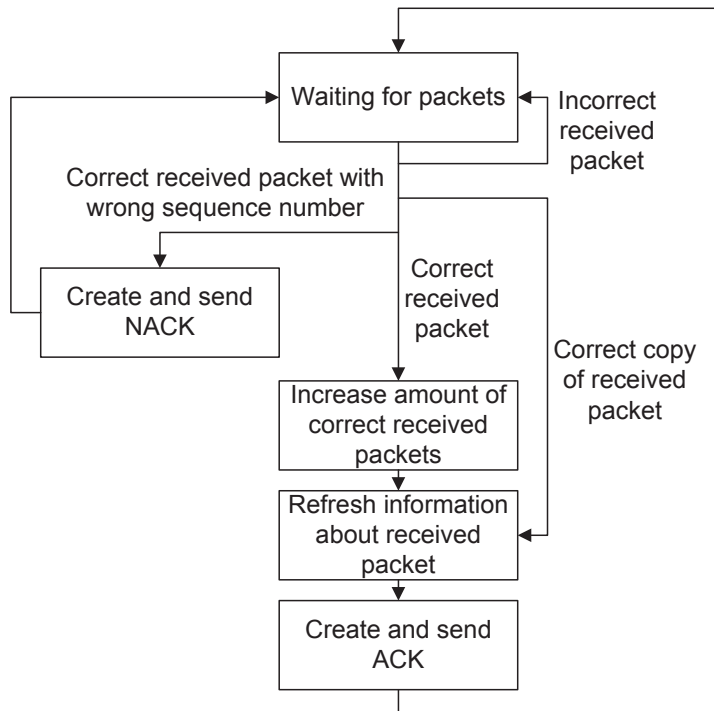 Waiting for packets
Incorrect
received
packet
Correct received packet with
wrong sequence number
Create and send
NACK
Correct
received
packet
Correct copy
of received
packet
Increase amount of
correct received
packets
Refresh information
about received
packet
Create and send
ACK